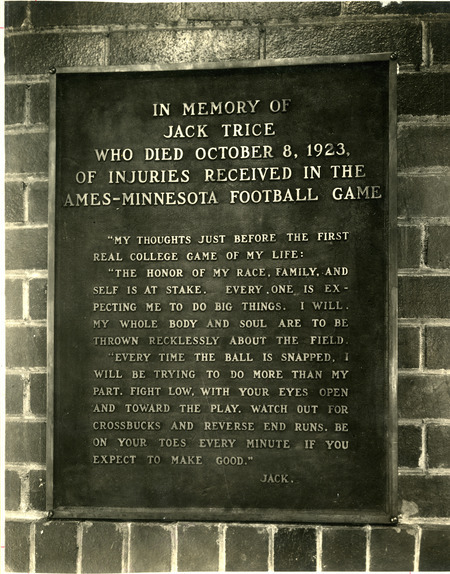 IN MEMORY OF
JACK TRICE
WHO DIED OCTOBER 8, 1923,
OF INJURIES RECEIVED IN THE
AMES-MINNESOTA FOOTBALL GAME
"MY THOUGHTS JUST BEFORE THE FIRST
REAL COLLEGE GAME OF MY LIFE:
"THE HONOR OF MY RACE, FAMILY, AND
SELF IS AT STAKE. EVERY ONE IS EX-
PECTING ME TO DO BIG THINGS. I WILL.
MY WHOLE BODY AND SOUL ARE TO BE
THROWN RECKLESSLY ABOUT THE FIELD.
"EVERY TIME THE BALL IS SNAPPED, I
WILL BE TRYING TO DO MORE THAN MY
PART. FIGHT LOW, WITH YOUR EYES OPEN
AND TOWARD THE PLAY. WATCH OUT FOR
CROSSBUCKS AND REVERSE END RUNS. BE
ON YOUR TOES EVERY MINUTE IF YOU
EXPECT TO MAKE GOOD."
JACK.